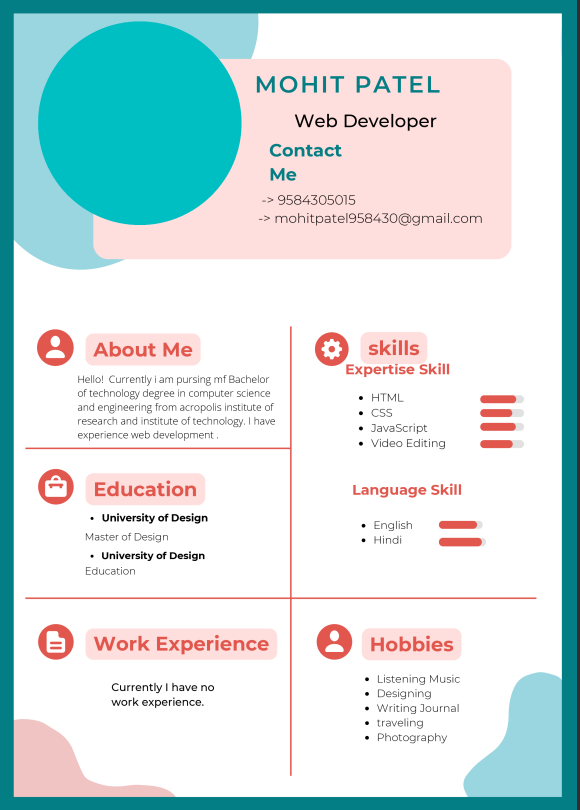 MOHIT PATEL
Web Developer
Contact
Me
-> 9584305015
-> mohitpatel958430@gmail.com
About Me
Hello!  Currently i am pursing mf Bachelor
of technology degree in computer science
and engineering from acropolis institute of
research and institute of technology. I have
experience web development .
Education
• University of Design
Master of Design
• University of Design
Education
Work Experience
Currently I have no
work experience.
skills
Expertise Skill
• HTML
• CSS
• JavaScript
• Video Editing
Language Skill
• English
• Hindi
Hobbies
• Listening Music
• Designing
• Writing Journal
• traveling
• Photography